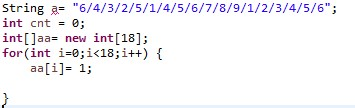 String a= "6/4/3/2/5/1/4/5/6/7/8/9/1/2/3/4/5/6";
int cnt = 0;
int[]aa= new int[18];
for(int i=0;i<18;i++) {
    aa[i]= 1;
}